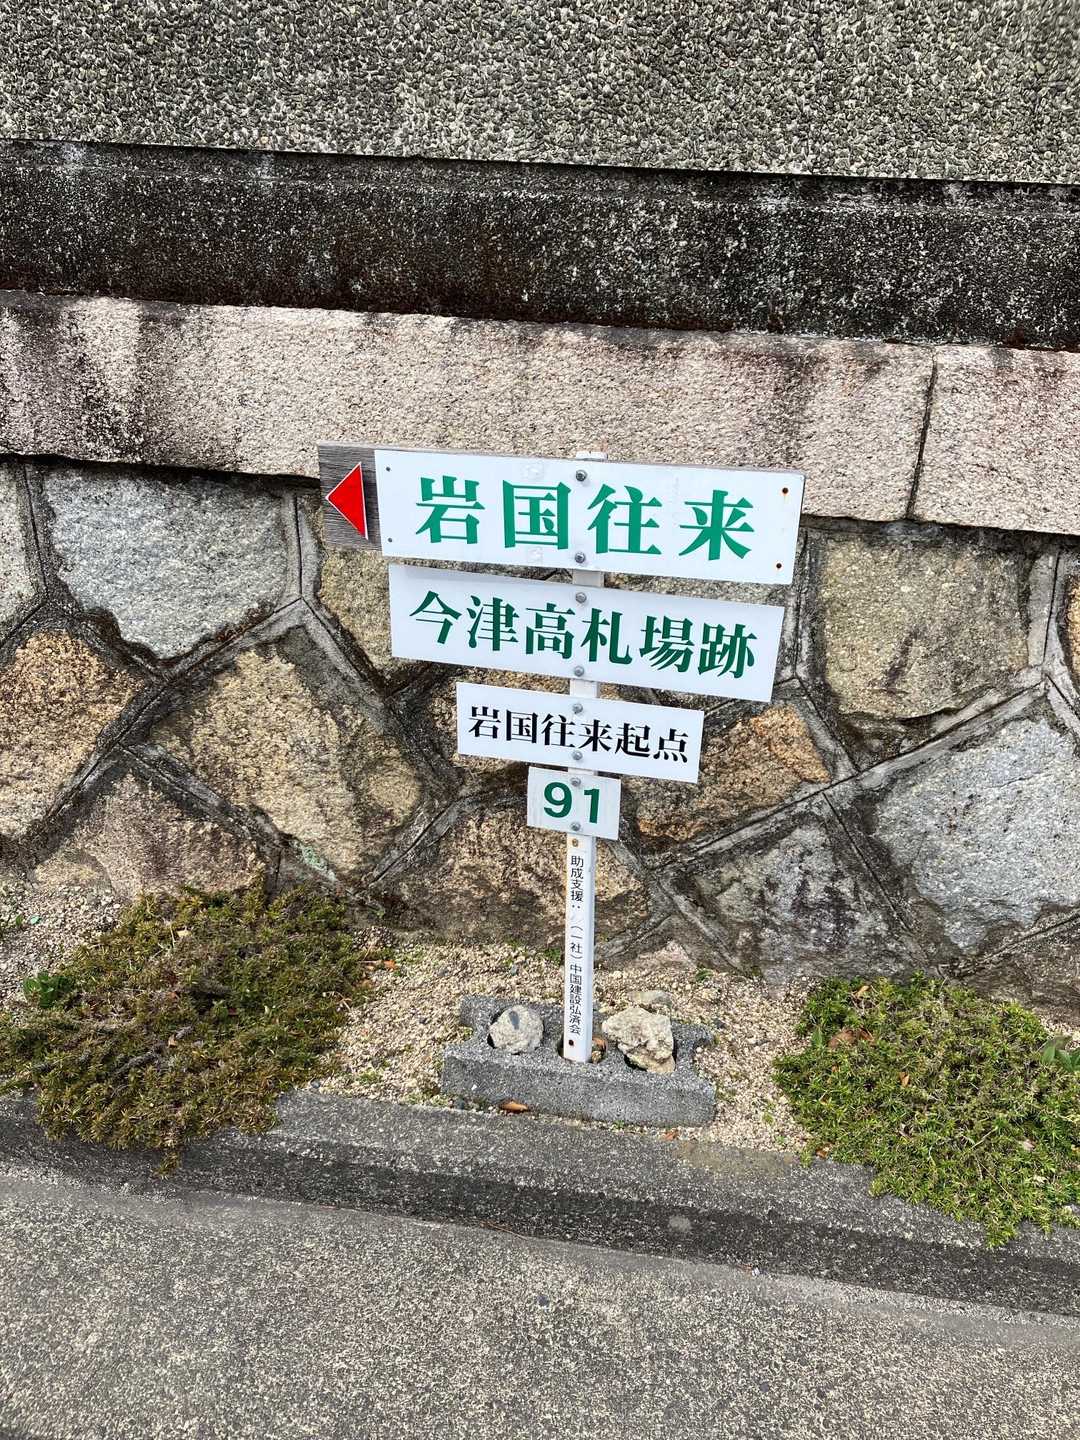 岩国往来
今津高札場跡
岩国往来起点
91
助成支援：（一社）中国建設弘済会